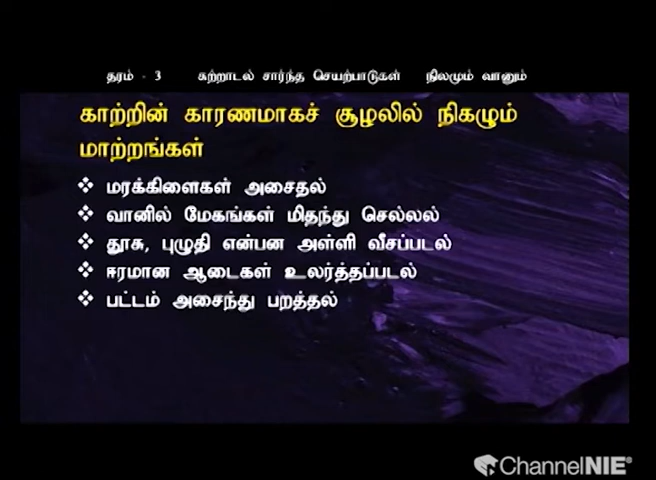 தரம் - 3 சுற்றாடல் சார்ந்த செயற்பாடுகள் நிலமும் வானும்
காற்றின் காரணமாகச் சூழலில் நிகழும்
மாற்றங்கள்
❖ மரக்கிளைகள் அசைதல்
❖ வானில் மேகங்கள் மிதந்து செல்லல்
❖ தூசு, புழுதி என்பன அள்ளி வீசப்படல்
❖ ஈரமான ஆடைகள் உலர்த்தப்படல்
❖ பட்டம் அசைந்து பறத்தல்
ChannelNIE®